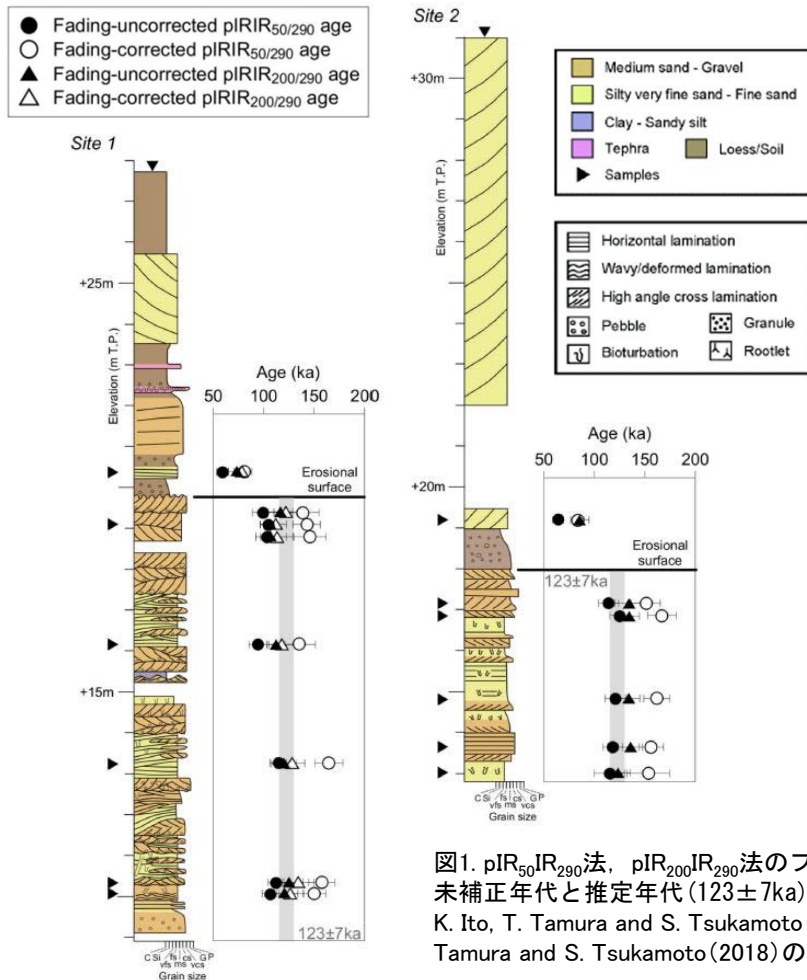 Fading-uncorrected pIRIR50/290 age
Fading-corrected pIRIR50/290 age
Fading-uncorrected pIRIR200/290 age
Fading-corrected pIRIR200/290 age
Site 1
+25m
Elevation (m T.P.)
+15m
Age (ka)
50 100 150 200
Erosional
surface
123±7ka
C Si fs cs G P
vfs ms vcs
Grain size
Site 2
+30m
Elevation (m T.P.)
+20m
Age (ka)
50 100 150 200
Erosional
surface
123±7ka
C Si fs cs G P
vfs ms vcs
Grain size
Medium sand - Gravel
Silty very fine sand - Fine sand
Clay - Sandy silt
Tephra Loess/Soil
Samples
Horizontal lamination
Wavy/deformed lamination
High angle cross lamination
Pebble Granule
Bioturbation Rootlet
図1. pIR50IR290法, pIR200IR290法のフ
未補正年代と推定年代(123±7ka)
K. Ito, T. Tamura and S. Tsukamoto
Tamura and S. Tsukamoto(2018)の